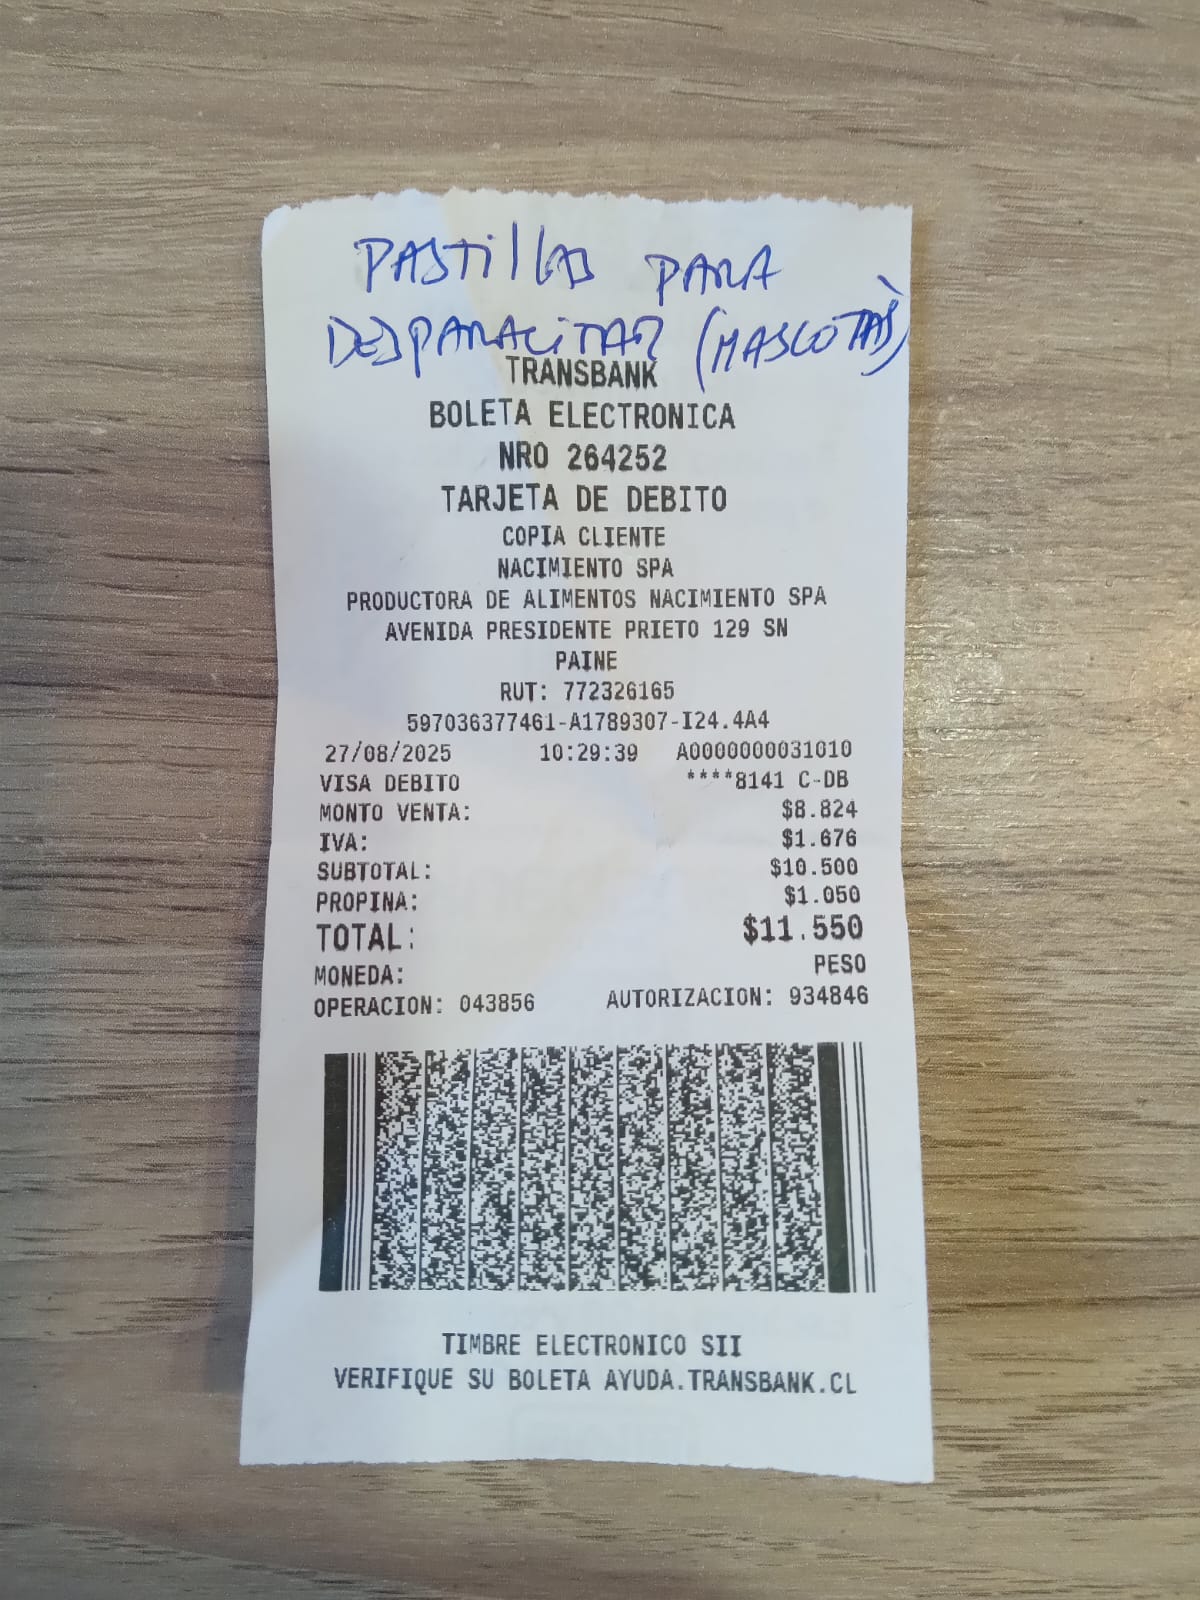 PASTILLAS PARA
DESPARACITAR (MASCOTAS)
TRANSBANK
BOLETA ELECTRONICA
NRO 264252
TARJETA DE DEBITO
COPIA CLIENTE
NACIMIENTO SPA
PRODUCTORA DE ALIMENTOS NACIMIENTO SPA
AVENIDA PRESIDENTE PRIETO 129 SN
PAINE
RUT: 772326165
597036377461-A1789307-I24.4A4
27/08/2025 10:29:39 A0000000031010
VISA DEBITO ****8141 C-DB
MONTO VENTA: $8.824
IVA: $1.676
SUBTOTAL: $10.500
PROPINA: $1.050
TOTAL: $11.550
MONEDA: PESO
OPERACION: 043856 AUTORIZACION: 934846
TIMBRE ELECTRONICO SII
VERIFIQUE SU BOLETA AYUDA.TRANSBANK.CL